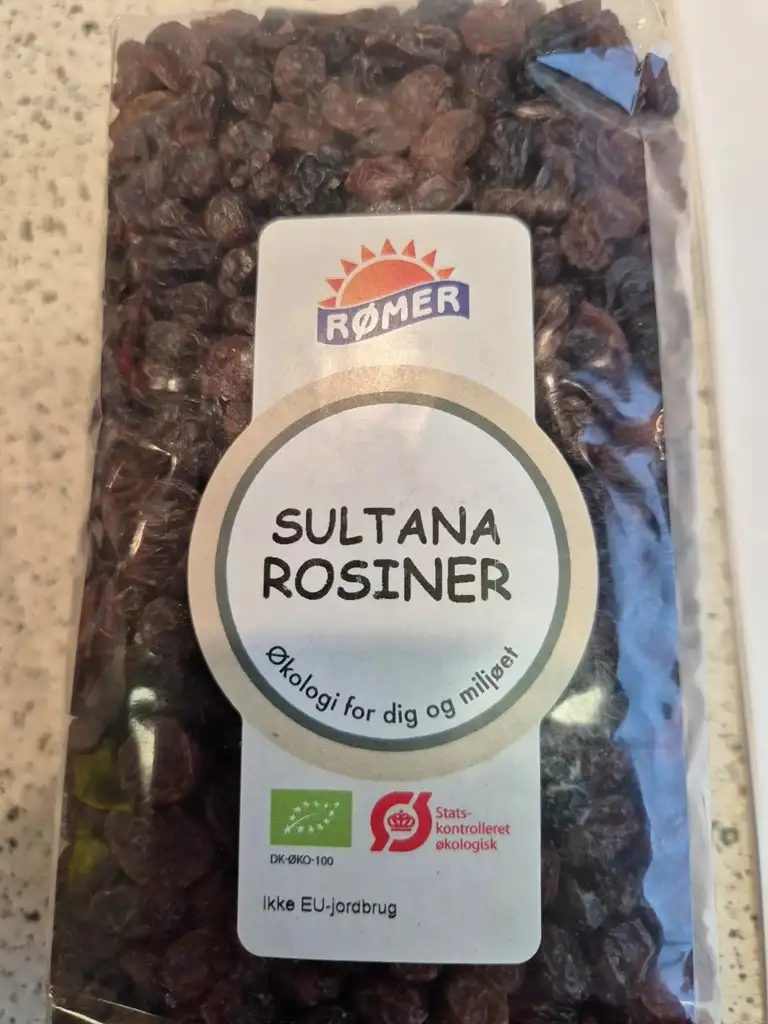 RØMER
SULTANA
ROSINER
Økologi for dig og miljøet
Stats-
kontrolleret
økologisk
DK-ØKO-100
Ikke EU-jordbrug